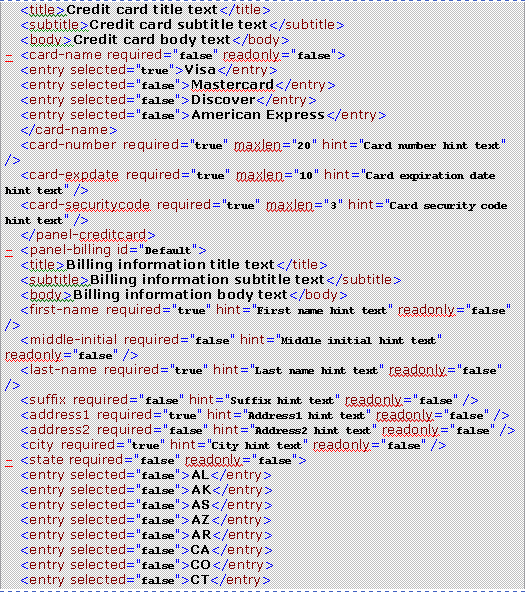 <title>Credit card title text</title>
<subtitle>Credit card subtitle text</subtitle>
<body>Credit card body text</body>
- <card-name required="false" readonly="false">
<entry selected="true">Visa</entry>
<entry selected="false">Mastercard</entry>
<entry selected="false">Discover</entry>
<entry selected="false">American Express</entry>
</card-name>
<card-number required="true" maxlen="20" hint="Card number hint text"
/>
<card-expdate required="true" maxlen="10" hint="Card expiration date
hint text" />
<card-securitycode required="true" maxlen="3" hint="Card security code
hint text" />
</panel-creditcard>
- <panel-billing id="Default">
<title>Billing information title text</title>
<subtitle>Billing information subtitle text</subtitle>
<body>Billing information body text</body>
<first-name required="true" hint="First name hint text" readonly="false"
/>
<middle-initial required="false" hint="Middle initial hint text"
readonly="false" />
<last-name required="true" hint="Last name hint text" readonly="false"
/>
<suffix required="false" hint="Suffix hint text" readonly="false" />
<address1 required="true" hint="Address1 hint text" readonly="false" />
<address2 required="false" hint="Address2 hint text" readonly="false" />
<city required="true" hint="City hint text" readonly="false" />
- <state required="false" readonly="false">
<entry selected="false">AL</entry>
<entry selected="false">AK</entry>
<entry selected="false">AS</entry>
<entry selected="false">AZ</entry>
<entry selected="false">AR</entry>
<entry selected="false">CA</entry>
<entry selected="false">CO</entry>
<entry selected="false">CT</entry>